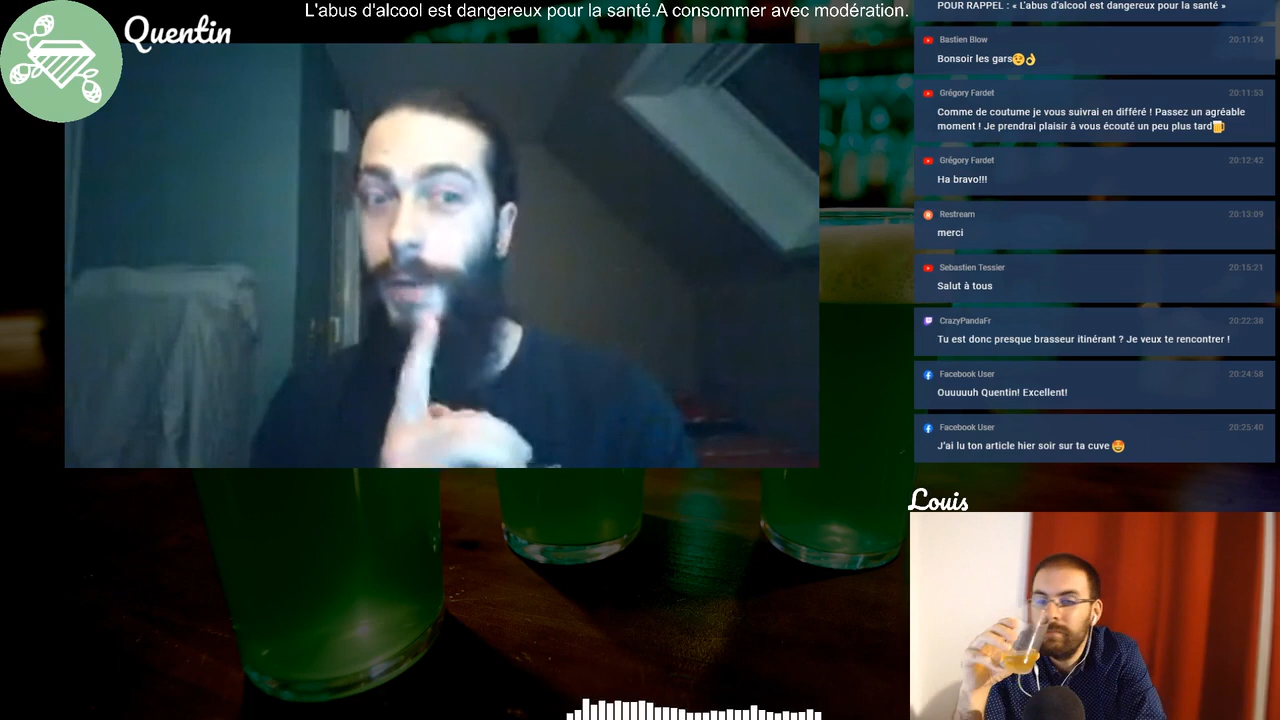 L'abus d'alcool est dangereux pour la santé.A consommer avec modération.
Quentin
POUR RAPPEL : « L'abus d'alcool est dangereux pour la santé »
Bastien Blow 20:11:24
Bonsoir les gars🤨👌
Grégory Fardet 20:11:53
Comme de coutume je vous suivrai en différé ! Passez un agréable
moment ! Je prendrai plaisir à vous écouté un peu plus tard🍺
Grégory Fardet 20:12:42
Ha bravo!!!
Restream 20:13:09
merci
Sebastien Tessier 20:15:21
Salut à tous
CrazyPandaFr 20:22:38
Tu est donc presque brasseur itinérant ? Je veux te rencontrer !
Facebook User 20:24:58
Ouuuuuh Quentin! Excellent!
Facebook User 20:25:40
J'ai lu ton article hier soir sur ta cuve 🤩
Louis